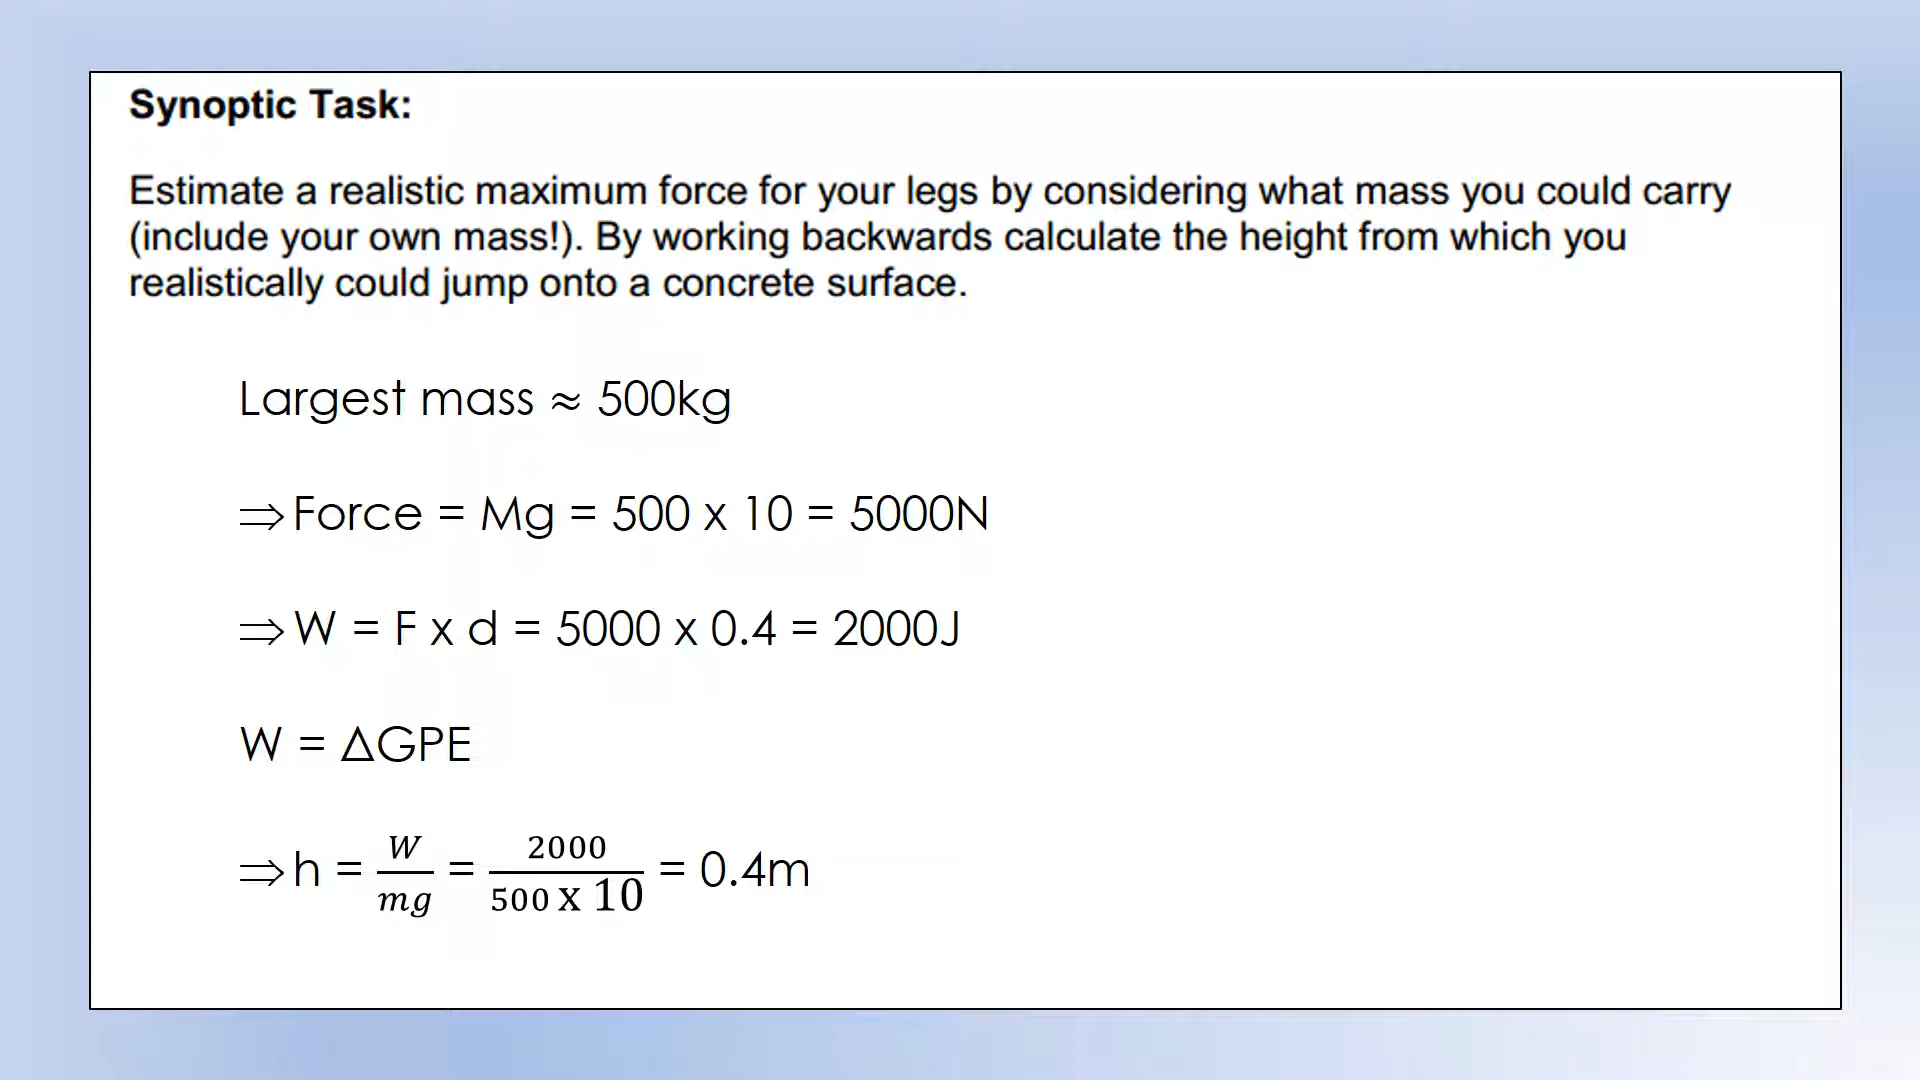 Synoptic Task:
Estimate a realistic maximum force for your legs by considering what mass you could carry
(include your own mass!). By working backwards calculate the height from which you
realistically could jump onto a concrete surface.
Largest mass ≈ 500kg
⇒Force = Mg = 500 x 10 = 5000N
⇒W = F x d = 5000 x 0.4 = 2000J
W = ΔGPE
⇒h = W/mg = 2000/500 x 10 = 0.4m